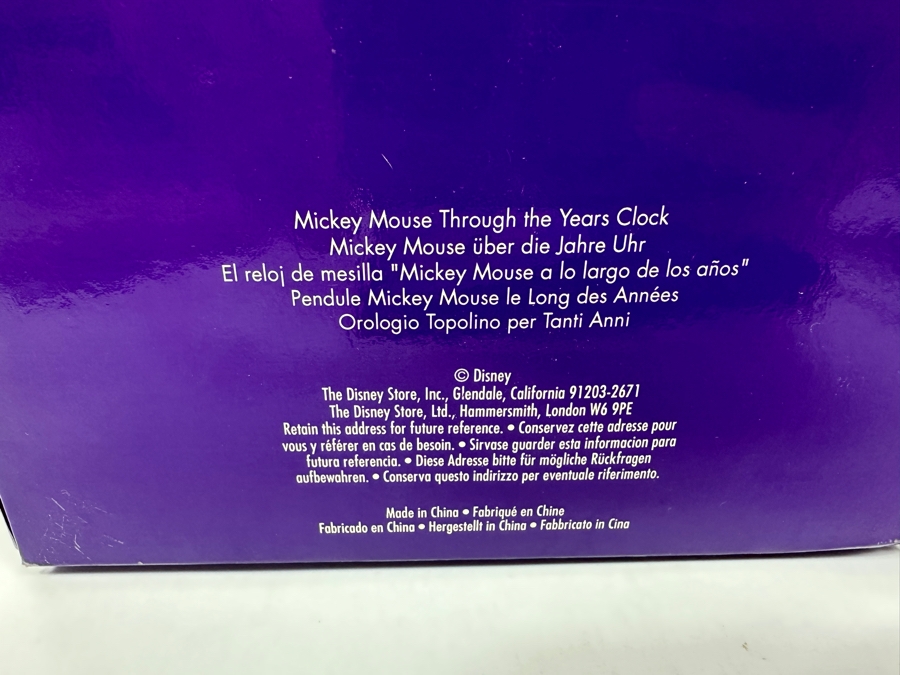 Mickey Mouse Through the Years Clock
Mickey Mouse über die Jahre Uhr
El reloj de mesilla "Mickey Mouse a lo largo de los años"
Pendule Mickey Mouse le Long des Années
Orologio Topolino per Tanti Anni
© Disney
The Disney Store, Inc., Glendale, California 91203-2671
The Disney Store, Ltd., Hammersmith, London W6 9PE
Retain this address for future reference. • Conservez cette adresse pour
vous y référer en cas de besoin. • Sirvase guarder esta informacion para
futura referencia. • Diese Adresse bitte für mögliche Rückfragen
aufbewahren. • Conserva questo indirizzo per eventuale riferimento.
Made in China • Fabriqué en Chine
Fabricado en China • Hergestellt in China • Fabbricato in Cina